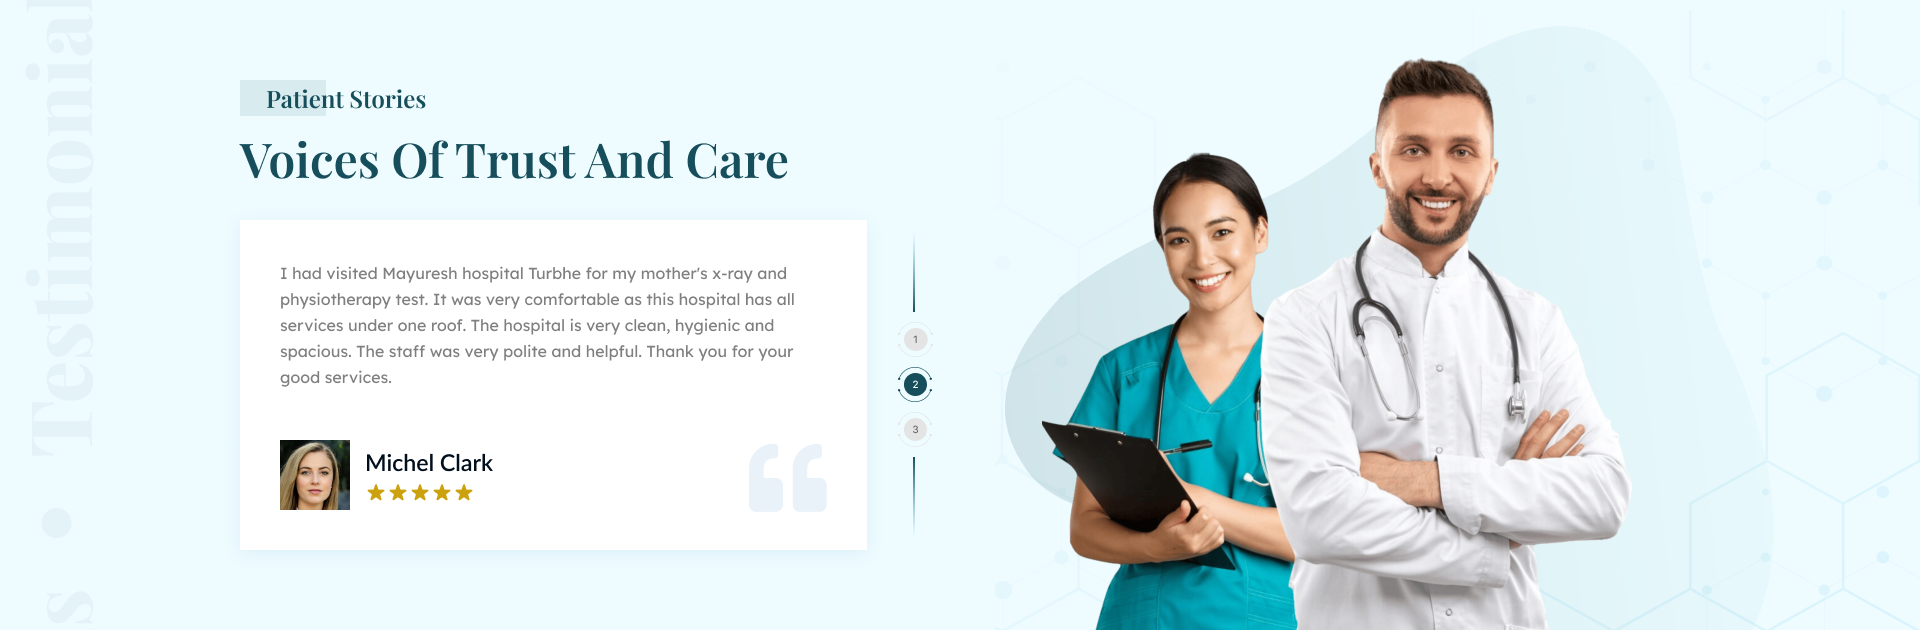 Testimonial
s
Patient Stories
Voices Of Trust And Care
I had visited Mayuresh hospital Turbhe for my mother's x-ray and
physiotherapy test. It was very comfortable as this hospital has all
services under one roof. The hospital is very clean, hygienic and
spacious. The staff was very polite and helpful. Thank you for your
good services.
Michel Clark
1
2
3